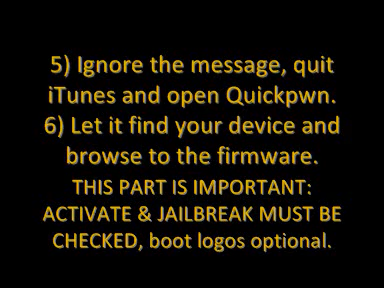 5) Ignore the message, quit
iTunes and open Quickpwn.
6) Let it find your device and
browse to the firmware.
THIS PART IS IMPORTANT:
ACTIVATE & JAILBREAK MUST BE
CHECKED, boot logos optional.